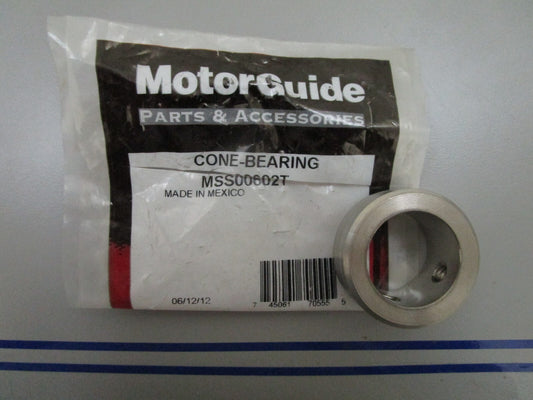 MotorGuide
PARTS & ACCESSORIES
CONE-BEARING
MSS00602T
MADE IN MEXICO
06/12/12
7 45061 70555 5